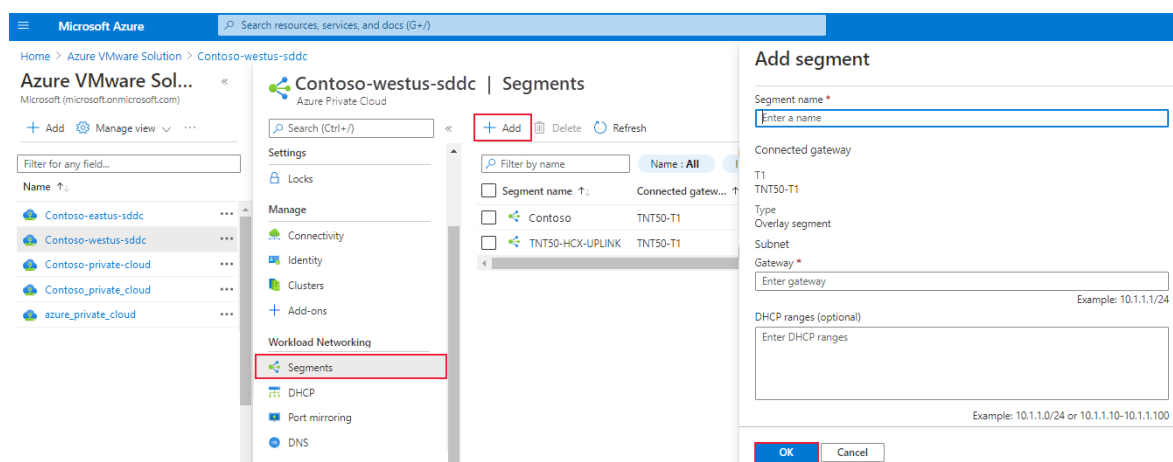 Microsoft Azure
Search resources, services, and docs (G+/)
Home > Azure VMware Solution > Contoso-westus-sddc
Azure VMware Sol... «
Microsoft (microsoft.onmicrosoft.com)
+ Add Manage view ...
Filter for any field...
Name ↑↓
Contoso-eastus-sddc ...
Contoso-westus-sddc ...
Contoso-private-cloud ...
Contoso_private_cloud ...
azure_private_cloud ...
Contoso-westus-sddc | Segments
Azure Private Cloud
Search (Ctrl+/) «
Settings
Locks
Manage
Connectivity
Identity
Clusters
+ Add-ons
Workload Networking
Segments
DHCP
Port mirroring
DNS
+ Add Delete Refresh
Filter by name Name : All
Segment name ↑↓ Connected gatew... ↑
Contoso TNT50-T1
TNT50-HCX-UPLINK TNT50-T1
Add segment
Segment name *
Enter a name
Connected gateway
T1
TNT50-T1
Type
Overlay segment
Subnet
Gateway *
Enter gateway
Example: 10.1.1.1/24
DHCP ranges (optional)
Enter DHCP ranges
Example: 10.1.1.0/24 or 10.1.1.10-10.1.1.100
OK Cancel